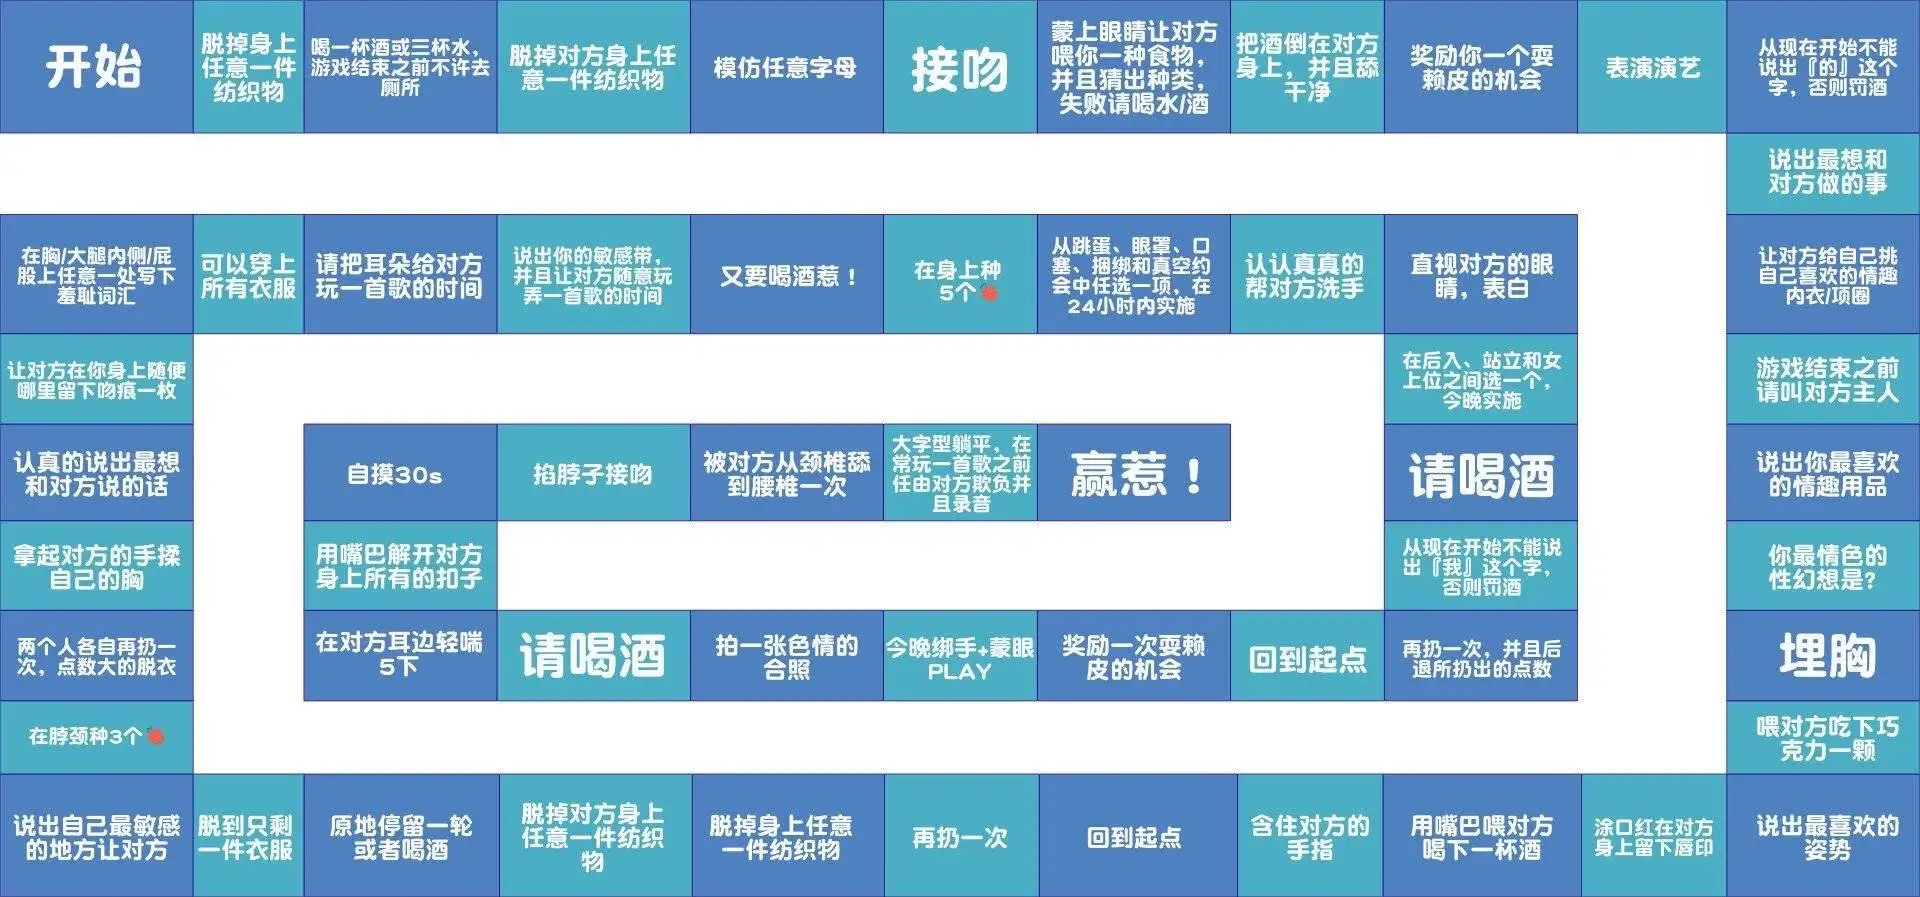 开始
脱掉身上
任意一件
纺织物
喝一杯酒或三杯水，
游戏结束之前不许去
厕所
脱掉对方身上任
意一件纺织物
模仿任意字母
接吻
蒙上眼睛让对方
喂你一种食物，
并且猜出种类，
失败请喝水/酒
把酒倒在对方
身上，并且舔
干净
奖励你一个耍
赖皮的机会
表演演艺
从现在开始不能
说出『的』这个
字，否则罚酒
说出最想和
对方做的事
让对方给自己挑
自己喜欢的情趣
内衣/项圈
游戏结束之前
请叫对方主人
说出你最喜欢
的情趣用品
你最情色的
性幻想是?
埋胸
喂对方吃下巧
克力一颗
说出最喜欢的
姿势
涂口红在对方
身上留下唇印
用嘴巴喂对方
喝下一杯酒
含住对方的
手指
回到起点
再扔一次
脱掉身上任意
一件纺织物
脱掉对方身上
任意一件纺织
物
原地停留一轮
或者喝酒
脱到只剩
一件衣服
说出自己最敏感
的地方让对方
在脖颈种3个
两个人各自再扔一
次，点数大的脱衣
拿起对方的手揉
自己的胸
认真的说出最想
和对方说的话
让对方在你身上随便
哪里留下吻痕一枚
在胸/大腿内侧/屁
股上任意一处写下
羞耻词汇
可以穿上
所有衣服
请把耳朵给对方
玩一首歌的时间
说出你的敏感带，
并且让对方随意玩
弄一首歌的时间
又要喝酒惹！
在身上种
5个
从跳蛋、眼罩、口
塞、捆绑和真空约
会中任选一项，在
24小时内实施
认认真真的
帮对方洗手
直视对方的眼
睛，表白
在后入、站立和女
上位之间选一个，
今晚实施
请喝酒
从现在开始不能说
出『我』这个字，
否则罚酒
再扔一次，并且后
退所扔出的点数
回到起点
奖励一次耍赖
皮的机会
今晚绑手+蒙眼
PLAY
拍一张色情的
合照
请喝酒
在对方耳边轻喘
5下
用嘴巴解开对方
身上所有的扣子
自摸30s
掐脖子接吻
被对方从颈椎舔
到腰椎一次
大字型躺平，在
常玩一首歌之前
任由对方欺负并
且录音
赢惹！